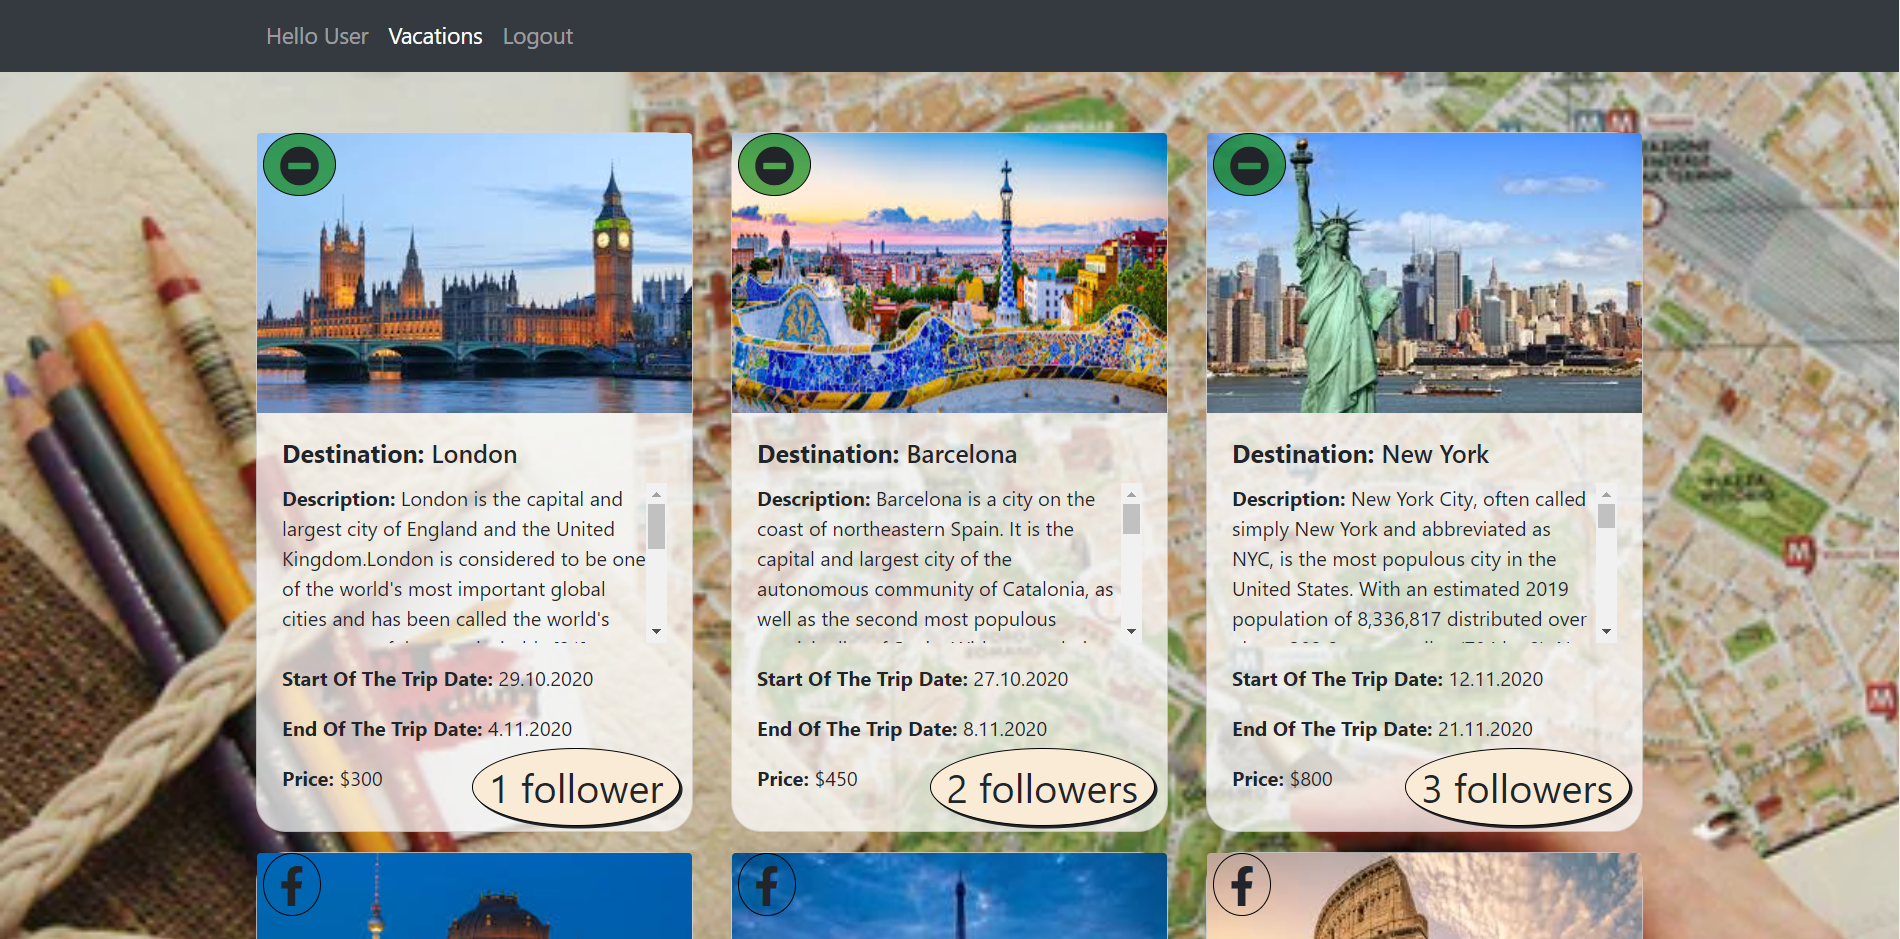 Hello User Vacations Logout
Destination: London
Description: London is the capital and
largest city of England and the United
Kingdom.London is considered to be one
of the world's most important global
cities and has been called the world's
Start Of The Trip Date: 29.10.2020
End Of The Trip Date: 4.11.2020
Price: $300
1 follower
Destination: Barcelona
Description: Barcelona is a city on the
coast of northeastern Spain. It is the
capital and largest city of the
autonomous community of Catalonia, as
well as the second most populous
Start Of The Trip Date: 27.10.2020
End Of The Trip Date: 8.11.2020
Price: $450
2 followers
Destination: New York
Description: New York City, often called
simply New York and abbreviated as
NYC, is the most populous city in the
United States. With an estimated 2019
population of 8,336,817 distributed over
Start Of The Trip Date: 12.11.2020
End Of The Trip Date: 21.11.2020
Price: $800
3 followers